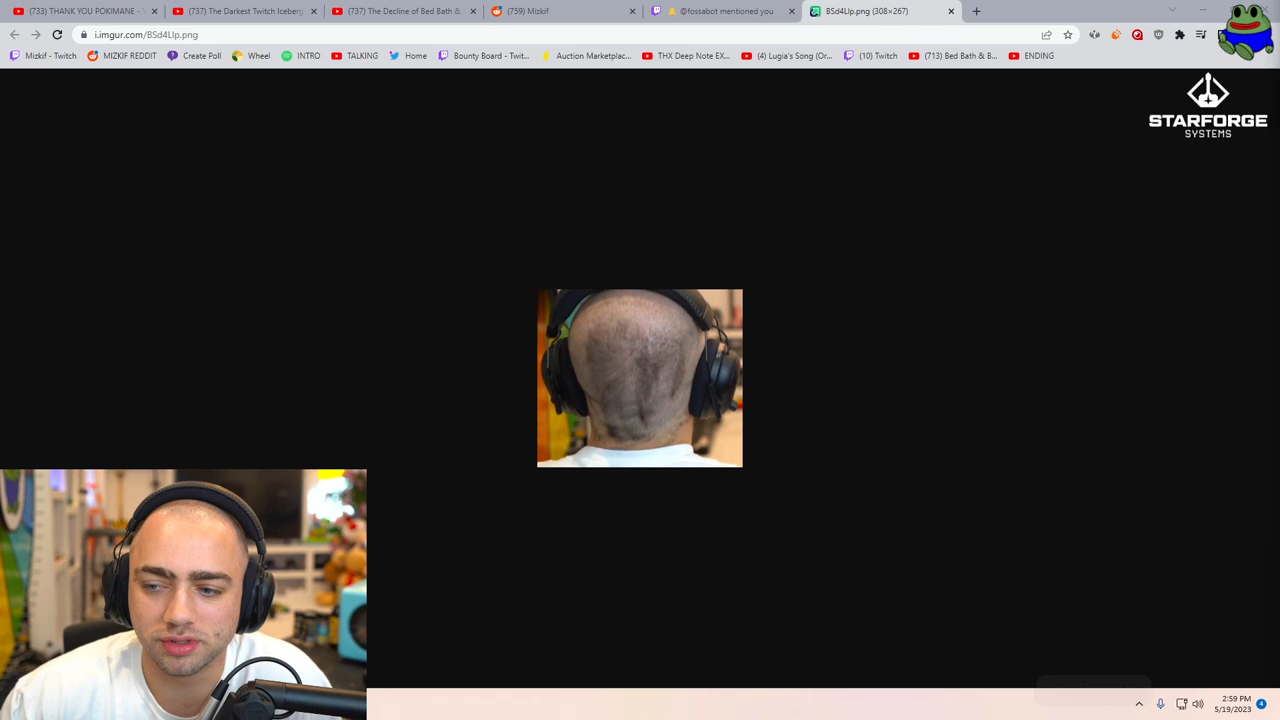 (733) THANK YOU POKIMANE - Y
(737) The Darkest Twitch Iceberg
(737) The Decline of Bed Bath &
(759) Mizkif
@fossabot mentioned you.
BSd4LIp.png (308×267)
i.imgur.com/BSd4LIp.png
Mizkif - Twitch
MIZKIF REDDIT
Create Poll
Wheel
INTRO
TALKING
Home
Bounty Board - Twit...
Auction Marketplac...
THX Deep Note EX...
(4) Lugia's Song (Or...
(10) Twitch
(713) Bed Bath & B...
ENDING
STARFORGE
SYSTEMS
2:59 PM
5/19/2023
4